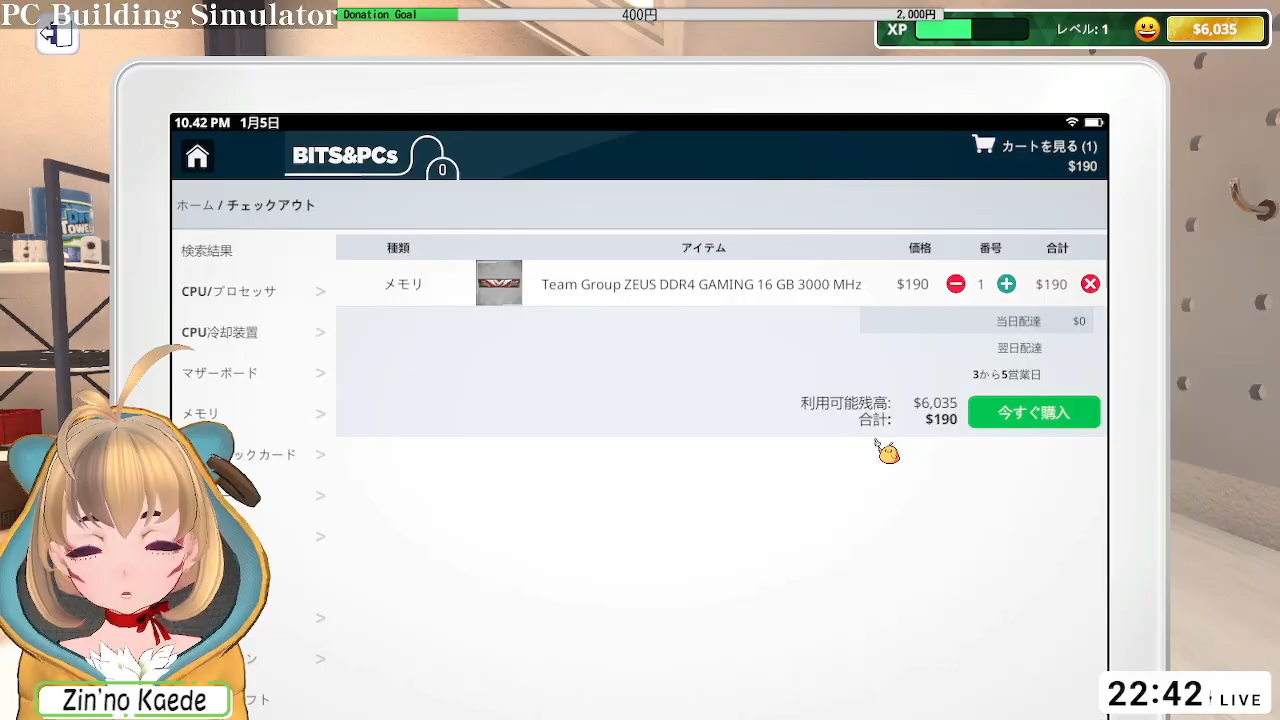 PC Building Simulator
Donation Goal
400円
2,000円
XP
レベル: 1
$6,035
10.42 PM 1月5日
BITS&PCs
0
カートを見る (1)
$190
ホーム / チェックアウト
検索結果
種類 アイテム 価格 番号 合計
CPU/プロセッサ >
メモリ Team Group ZEUS DDR4 GAMING 16 GB 3000 MHz $190 1 $190
当日配達 $0
CPU冷却装置 >
翌日配達
マザーボード >
3から5営業日
メモリ >
利用可能残高: $6,035
合計: $190
今すぐ購入
ックカード >
>
>
>
ン >
フト
Zin'no Kaede
22:42 LIVE